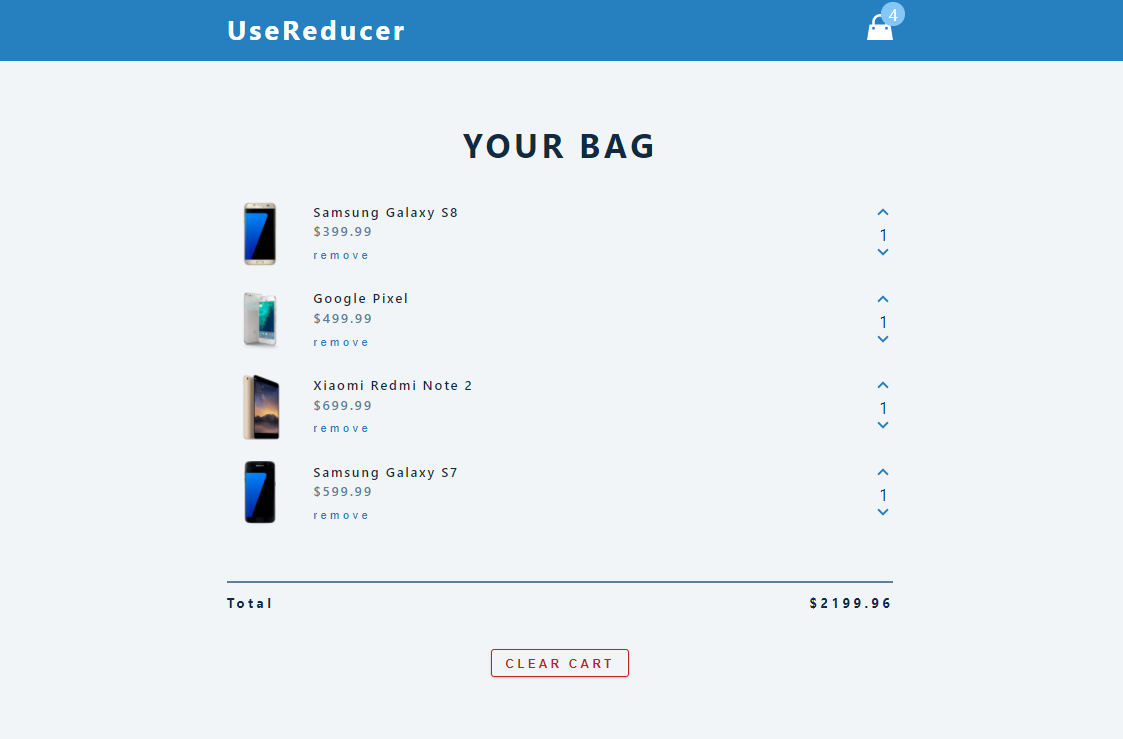 UseReducer
4
YOUR BAG
Samsung Galaxy S8
$399.99
remove
1
Google Pixel
$499.99
remove
1
Xiaomi Redmi Note 2
$699.99
remove
1
Samsung Galaxy S7
$599.99
remove
1
Total $2199.96
CLEAR CART